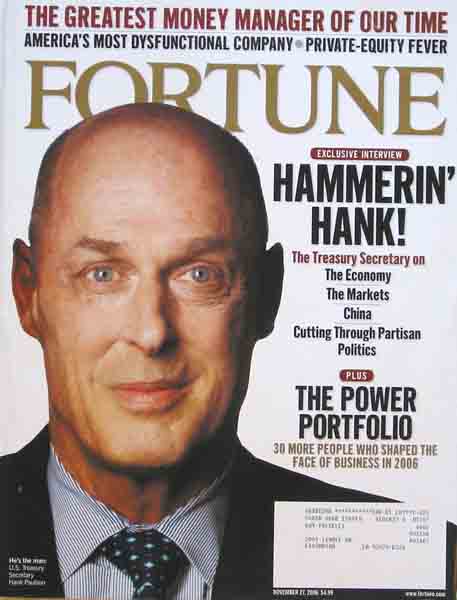 THE GREATEST MONEY MANAGER OF OUR TIME
AMERICA'S MOST DYSFUNCTIONAL COMPANY • PRIVATE-EQUITY FEVER
FORTUNE
EXCLUSIVE INTERVIEW
HAMMERIN'
HANK!
The Treasury Secretary on
The Economy
The Markets
China
Cutting Through Partisan
Politics
PLUS
THE POWER
PORTFOLIO
30 MORE PEOPLE WHO SHAPED THE
FACE OF BUSINESS IN 2006
He's the man:
U.S. Treasury
Secretary
Hank Paulson
NOVEMBER 27, 2006 $4.99
www.fortune.com